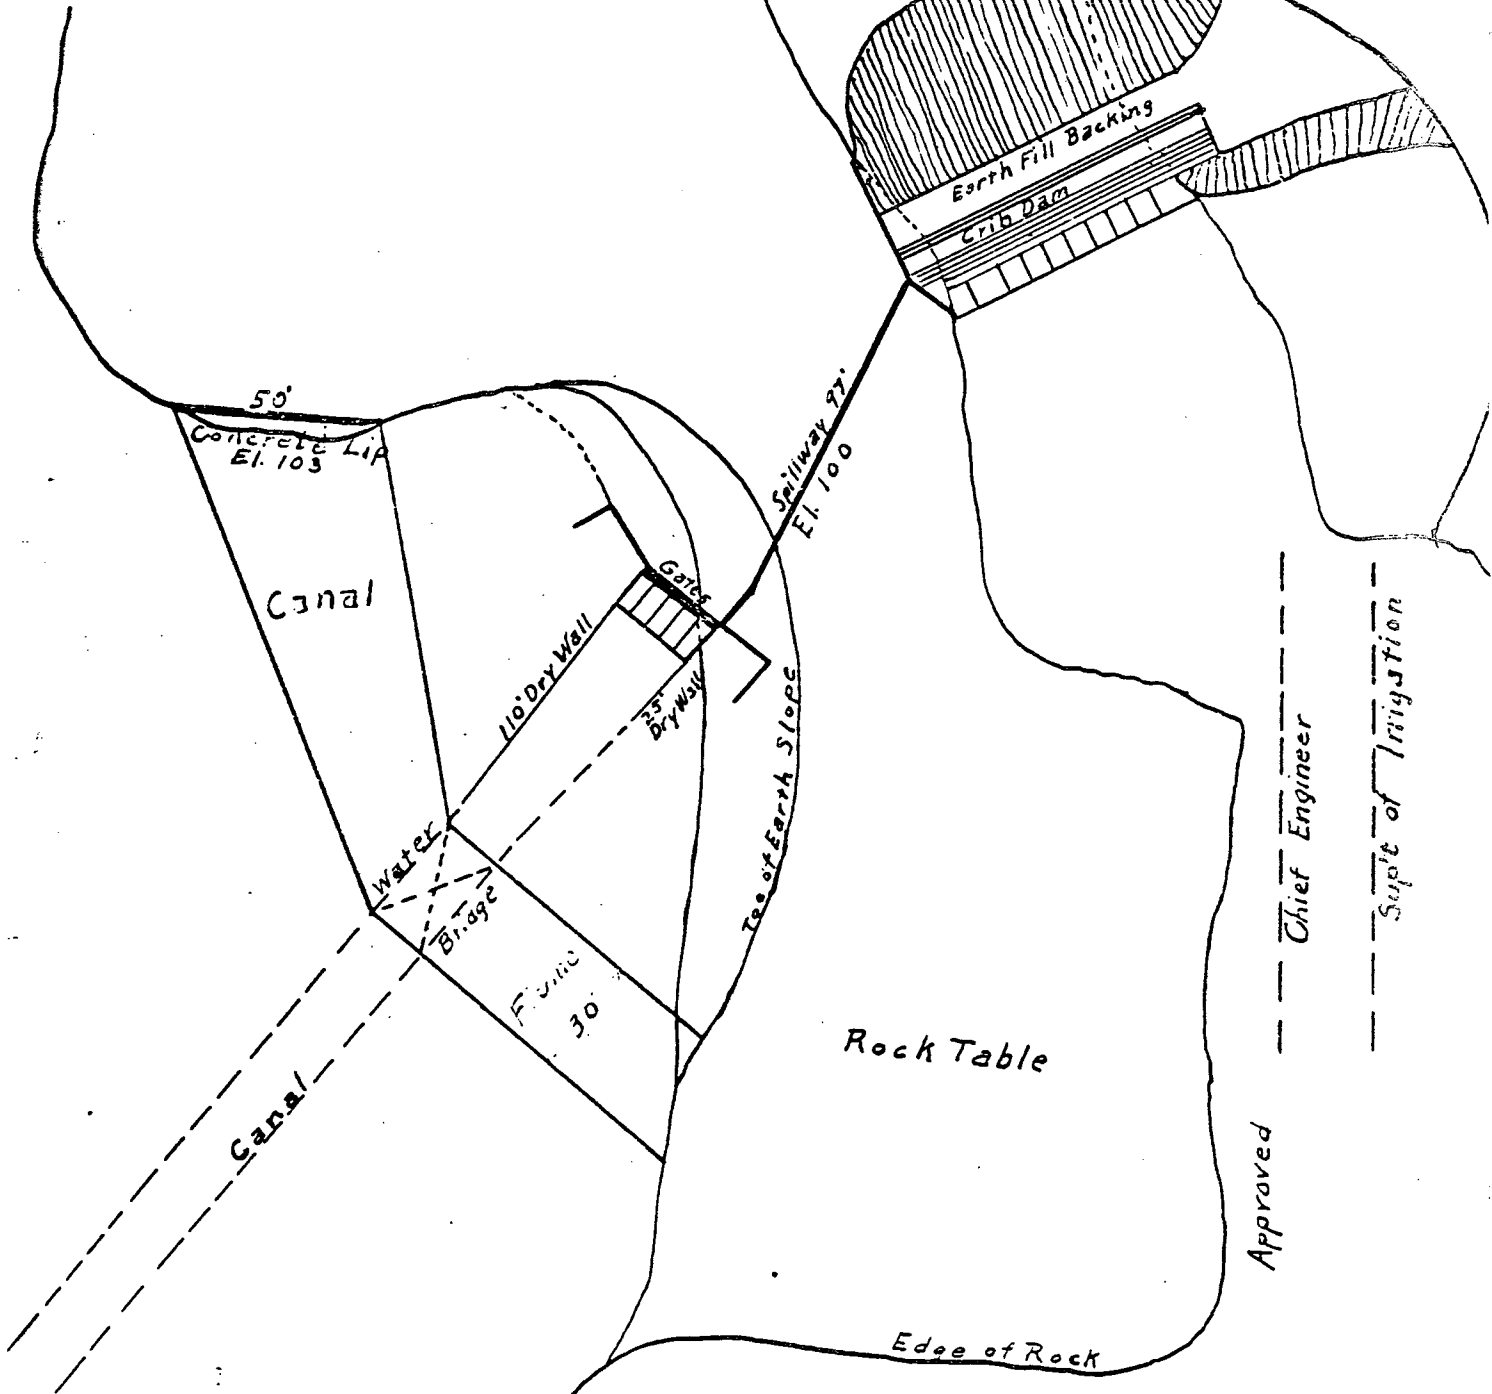 Earth Fill Backing
Crib Dam
50'
Concrete Lip
El. 103
Spillway 97'
El. 100
Canal
Gates
110' Dry Wall
25'
Dry Wall
Toe of Earth Slope
Water
Bridge
Flume
30'
Canal
Rock Table
Edge of Rock
Approved
Chief Engineer
Sup't of Irrigation